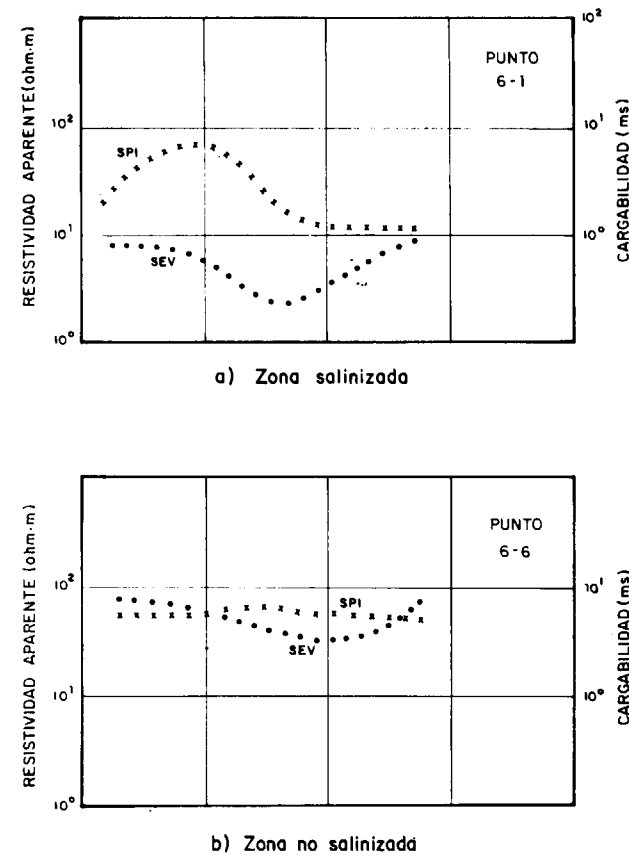 RESISTIVIDAD APARENTE (ohm·m)
10²
10¹
10⁰
SPI
SEV
PUNTO
6-1
10²
10¹
10⁰
CARGABILIDAD (ms)
a) Zona salinizada
RESISTIVIDAD APARENTE (ohm·m)
10²
10¹
10⁰
SPI
SEV
PUNTO
6-6
10¹
10⁰
CARGABILIDAD (ms)
b) Zona no salinizada